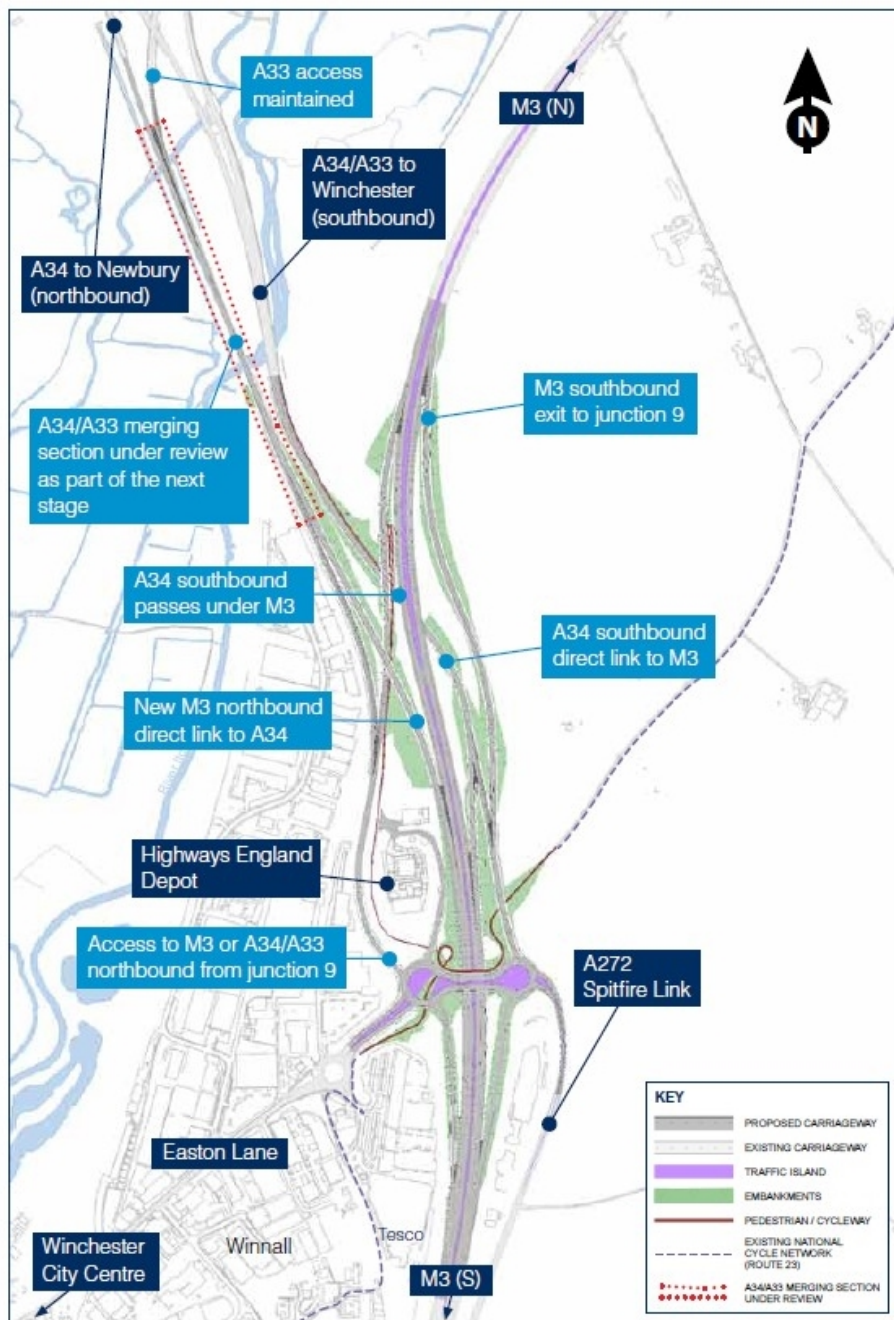 A33 access
maintained
M3 (N)
N
A34/A33 to
Winchester
(southbound)
A34 to Newbury
(northbound)
M3 southbound
exit to junction 9
A34/A33 merging
section under review
as part of the next
stage
A34 southbound
passes under M3
A34 southbound
direct link to M3
New M3 northbound
direct link to A34
Highways England
Depot
Access to M3 or A34/A33
northbound from junction 9
A272
Spitfire Link
Easton Lane
Winnall
Tesco
Winchester
City Centre
M3 (S)
KEY
PROPOSED CARRIAGEWAY
EXISTING CARRIAGEWAY
TRAFFIC ISLAND
EMBANKMENTS
PEDESTRIAN / CYCLEWAY
EXISTING NATIONAL
CYCLE NETWORK
(ROUTE 23)
A34/A33 MERGING SECTION
UNDER REVIEW